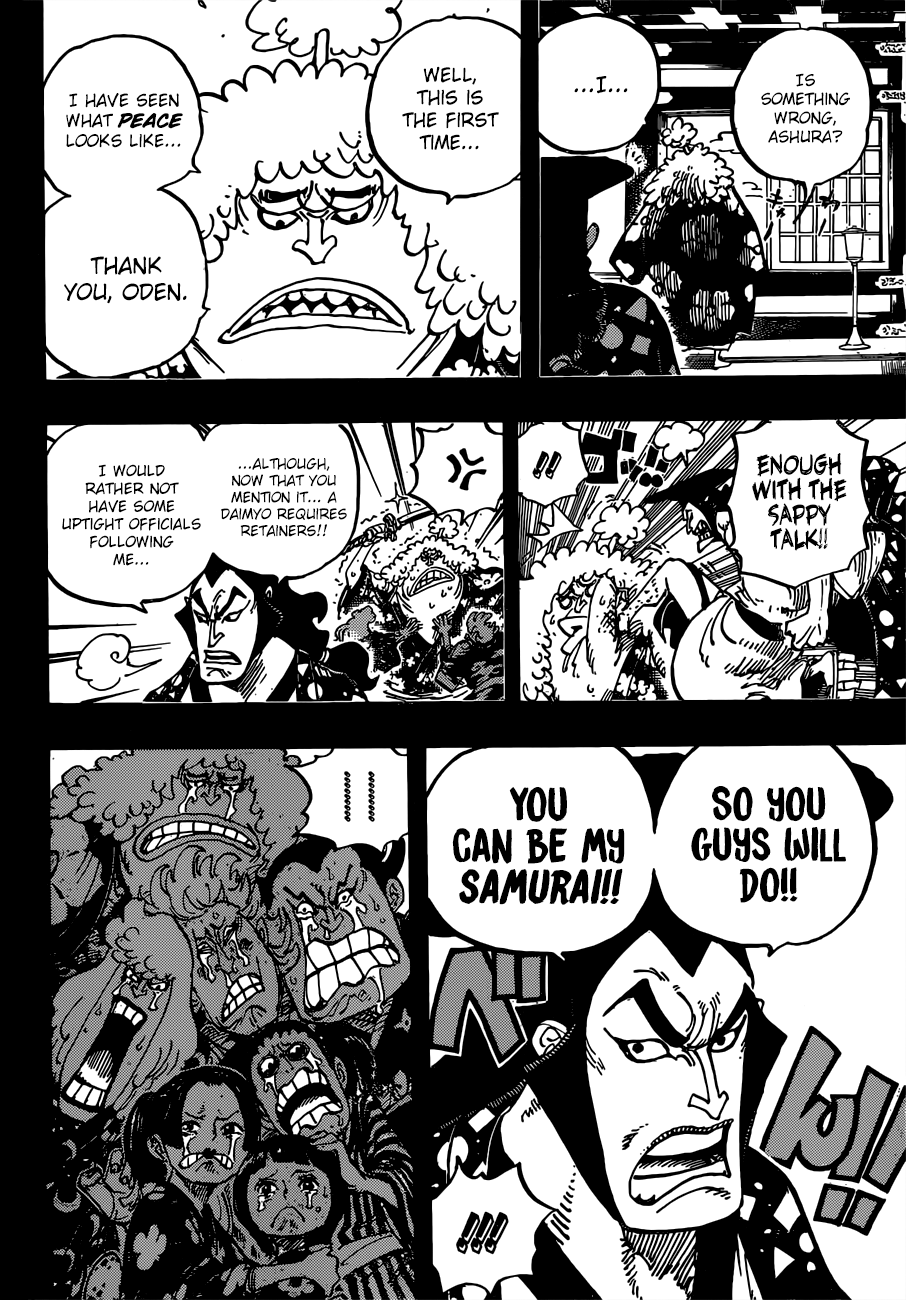 IS
SOMETHING
WRONG,
ASHURA?
...I...
WELL,
THIS IS
THE FIRST
TIME...
I HAVE SEEN
WHAT PEACE
LOOKS LIKE...
THANK
YOU, ODEN.
ENOUGH
WITH THE
SAPPY
TALK!!
!!
...ALTHOUGH,
NOW THAT YOU
MENTION IT... A
DAIMYO REQUIRES
RETAINERS!!
I WOULD
RATHER NOT
HAVE SOME
UPTIGHT OFFICIALS
FOLLOWING
ME...
SO YOU
GUYS WILL
DO!!
YOU
CAN BE MY
SAMURAI!!!
べん!!
!!!